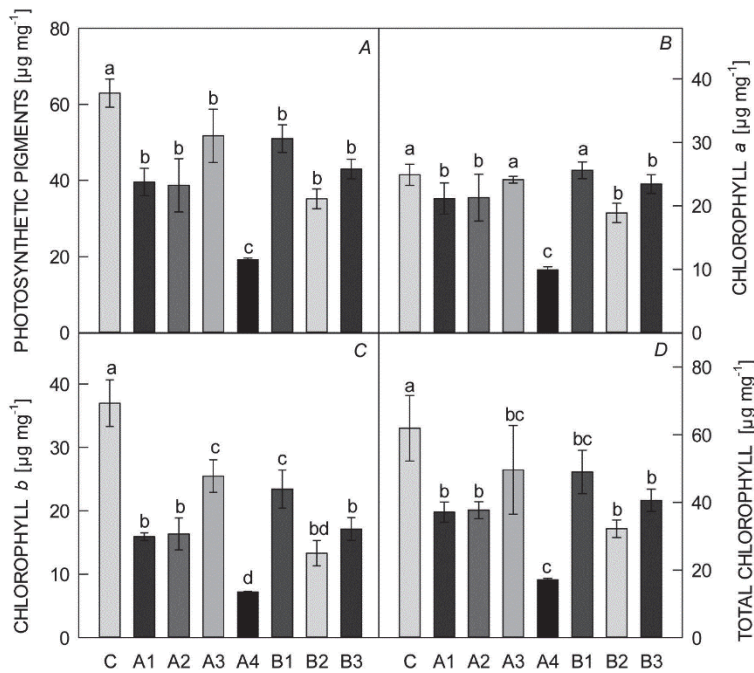 PHOTOSYNTHETIC PIGMENTS [µg mg⁻¹]
80
60
40
20
0
A
a
b
b
b
c
b
b
b
B
a
b
b
a
c
a
b
b
CHLOROPHYLL a [µg mg⁻¹]
40
30
20
10
0
CHLOROPHYLL b [µg mg⁻¹]
40
30
20
10
0
C
a
b
b
c
d
c
bd
b
D
a
b
b
bc
c
bc
b
b
TOTAL CHLOROPHYLL [µg mg⁻¹]
80
60
40
20
0
C A1 A2 A3 A4 B1 B2 B3
C A1 A2 A3 A4 B1 B2 B3